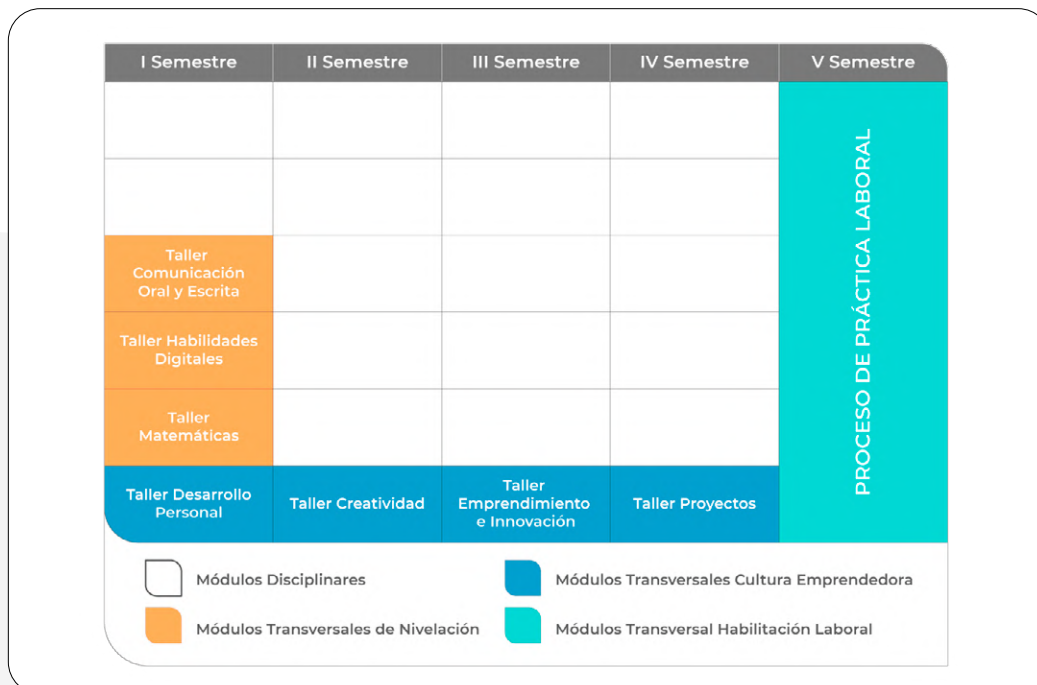 I Semestre
II Semestre
III Semestre
IV Semestre
V Semestre
Taller
Comunicación
Oral y Escrita
Taller Habilidades
Digitales
Taller
Matemáticas
Taller Desarrollo
Personal
Taller Creatividad
Taller
Emprendimiento
e Innovación
Taller Proyectos
PROCESO DE PRÁCTICA LABORAL
Módulos Disciplinares
Módulos Transversales Cultura Emprendedora
Módulos Transversales de Nivelación
Módulos Transversal Habilitación Laboral